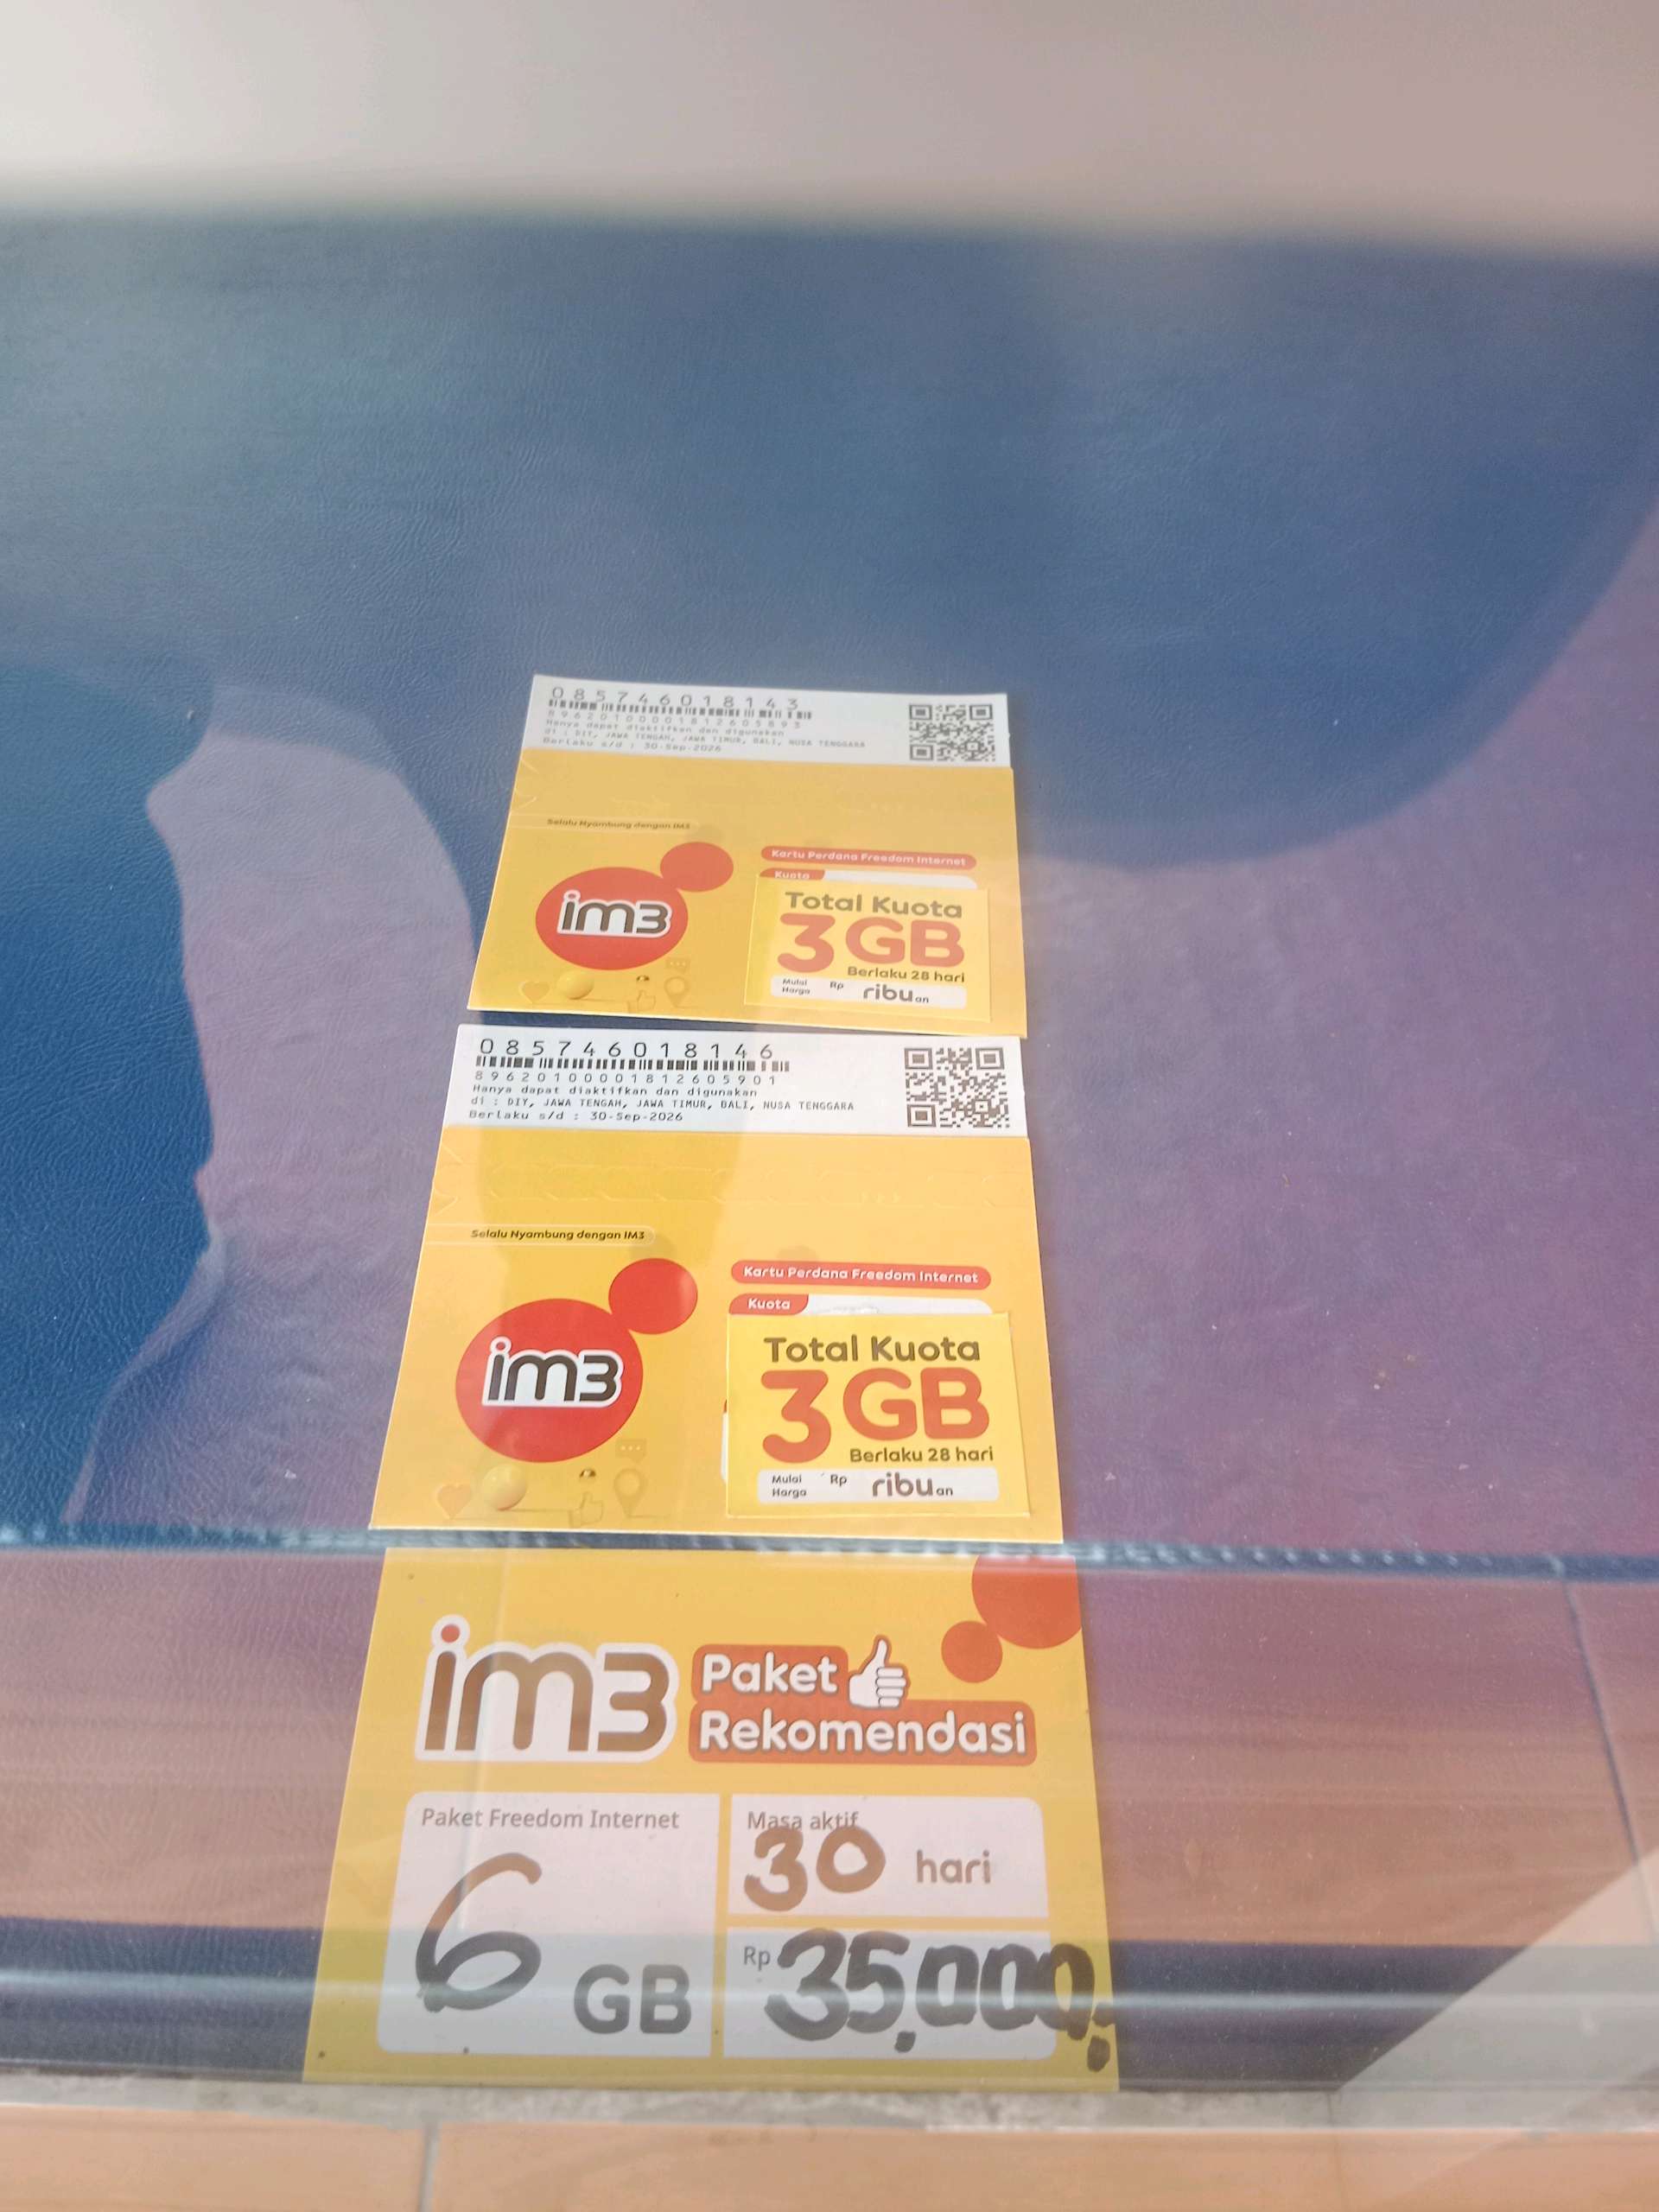 085746018143
89620100001812605893
Hanya dapat diaktifkan dan digunakan
di : DIY, JAWA TENGAH, JAWA TIMUR, BALI, NUSA TENGGARA
Berlaku s/d : 30-Sep-2026
Selalu Nyambung dengan IM3
im3
Kartu Perdana Freedom Internet
Kuota
Total Kuota
3GB
Berlaku 28 hari
Mulai Harga Rp ribuan
085746018146
89620100001812605901
Hanya dapat diaktifkan dan digunakan
di : DIY, JAWA TENGAH, JAWA TIMUR, BALI, NUSA TENGGARA
Berlaku s/d : 30-Sep-2026
Selalu Nyambung dengan IM3
im3
Kartu Perdana Freedom Internet
Kuota
Total Kuota
3GB
Berlaku 28 hari
Mulai Harga Rp ribuan
im3
Paket
Rekomendasi
Paket Freedom Internet
6 GB
Masa aktif
30 hari
Rp 35,000,-